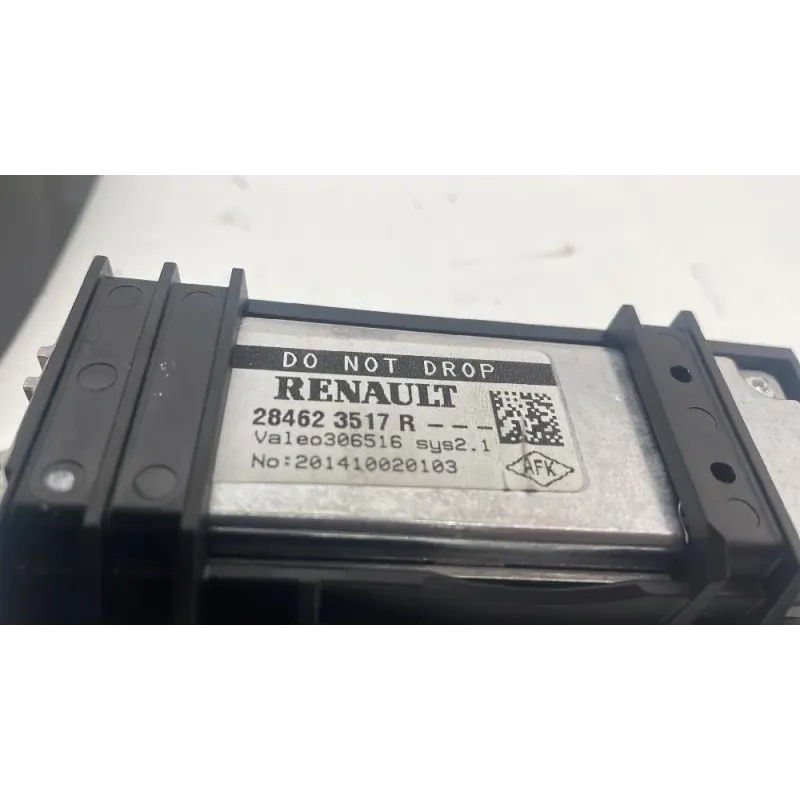 DO NOT DROP
RENAULT
28462 3517 R ---
Valeo306516 sys2.1
No:201410020103
AFK